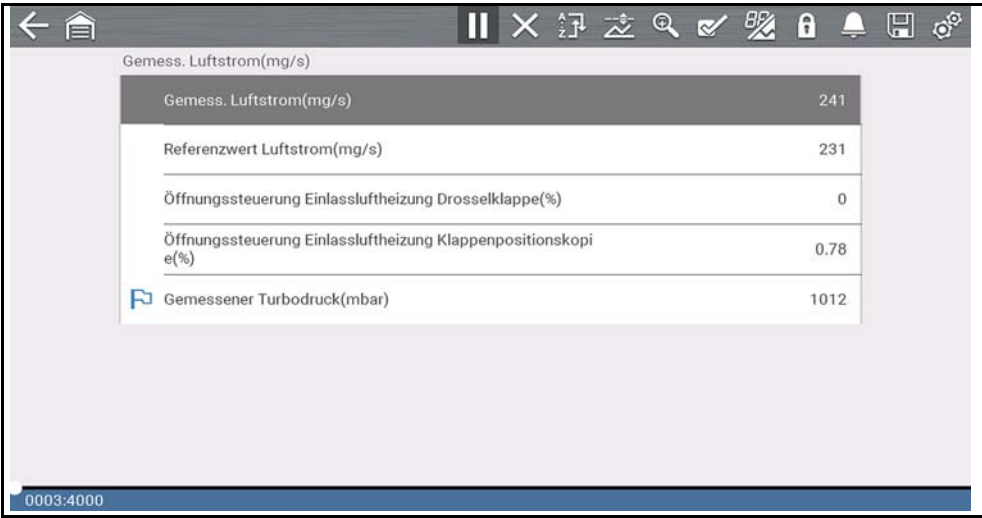 Gemess. Luftstrom(mg/s)
Gemess. Luftstrom(mg/s) 241
Referenzwert Luftstrom(mg/s) 231
Öffnungssteuerung Einlassluftheizung Drosselklappe(%) 0
Öffnungssteuerung Einlassluftheizung Klappenpositionskopi
e(%) 0.78
Gemessener Turbodruck(mbar) 1012
0003:4000